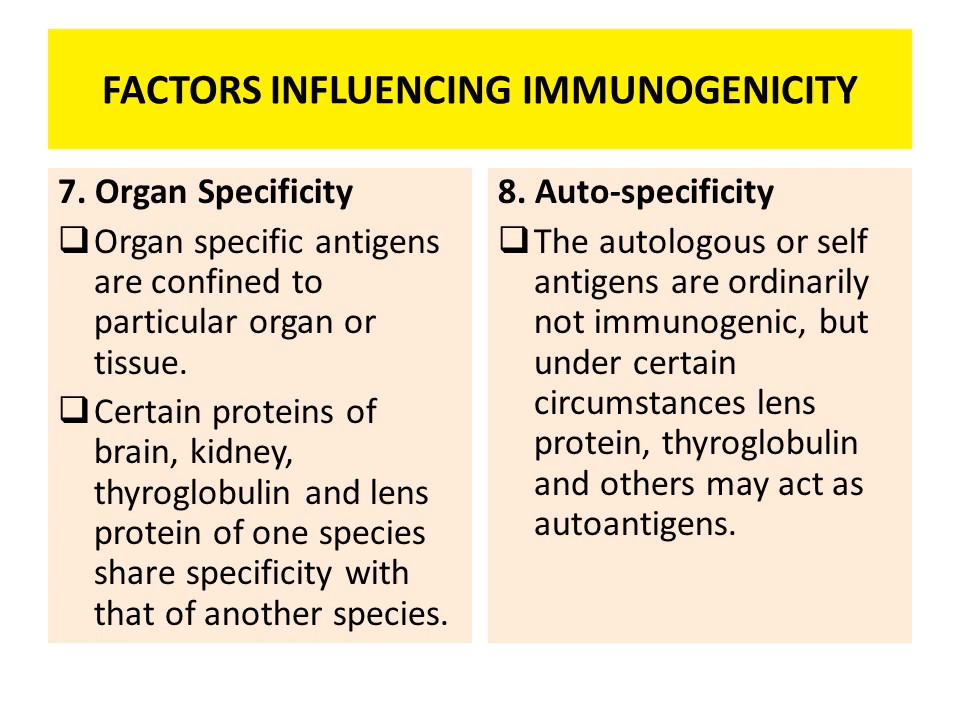 FACTORS INFLUENCING IMMUNOGENICITY
7. Organ Specificity
❑Organ specific antigens
are confined to
particular organ or
tissue.
❑Certain proteins of
brain, kidney,
thyroglobulin and lens
protein of one species
share specificity with
that of another species.
8. Auto-specificity
❑The autologous or self
antigens are ordinarily
not immunogenic, but
under certain
circumstances lens
protein, thyroglobulin
and others may act as
autoantigens.